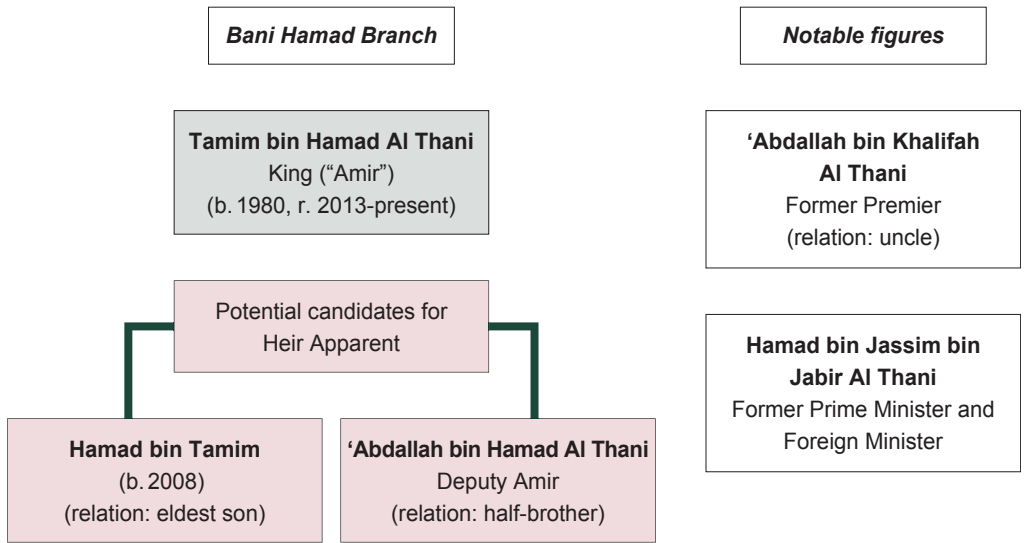 Bani Hamad Branch
Tamim bin Hamad Al Thani
King (“Amir”)
(b. 1980, r. 2013-present)
Potential candidates for
Heir Apparent
Hamad bin Tamim
(b. 2008)
(relation: eldest son)
‘Abdallah bin Hamad Al Thani
Deputy Amir
(relation: half-brother)
Notable figures
‘Abdallah bin Khalifah
Al Thani
Former Premier
(relation: uncle)
Hamad bin Jassim bin
Jabir Al Thani
Former Prime Minister and
Foreign Minister